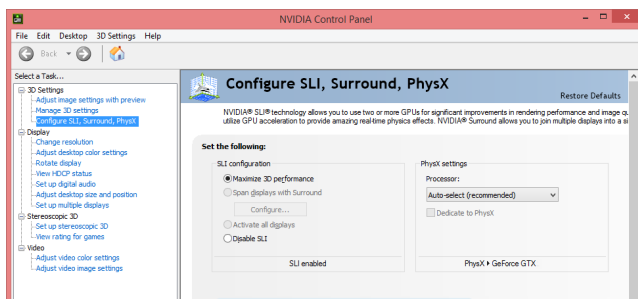 NVIDIA Control Panel
File Edit Desktop 3D Settings Help
Back
Select a Task...
3D Settings
Adjust image settings with preview
Manage 3D settings
Configure SLI, Surround, PhysX
Display
Change resolution
Adjust desktop color settings
Rotate display
View HDCP status
Set up digital audio
Adjust desktop size and position
Set up multiple displays
Stereoscopic 3D
Set up stereoscopic 3D
View rating for games
Video
Adjust video color settings
Adjust video image settings
Configure SLI, Surround, PhysX
Restore Defaults
NVIDIA® SLI® technology allows you to use two or more GPUs for significant improvements in rendering performance and image qu
utilize GPU acceleration to provide amazing real-time physics effects. NVIDIA® Surround allows you to join multiple displays into a si
Set the following:
SLI configuration
Maximize 3D performance
Span displays with Surround
Configure...
Activate all displays
Disable SLI
SLI enabled
PhysX settings
Processor:
Auto-select (recommended)
Dedicate to PhysX
PhysX GeForce GTX